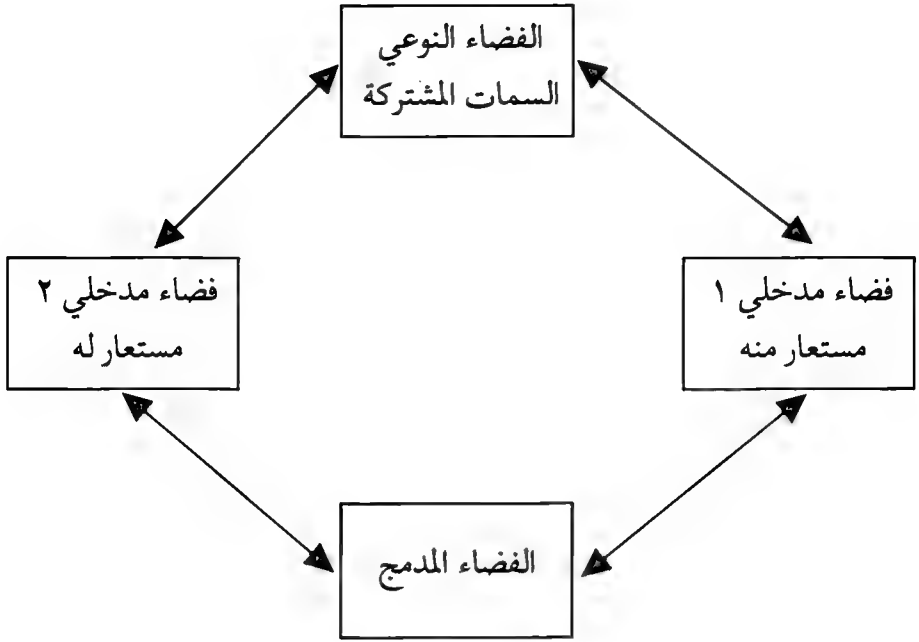 الفضاء النوعي
السمات المشتركة
فضاء مدخلي ١
مستعار منه
فضاء مدخلي ٢
مستعار له
الفضاء المدمج